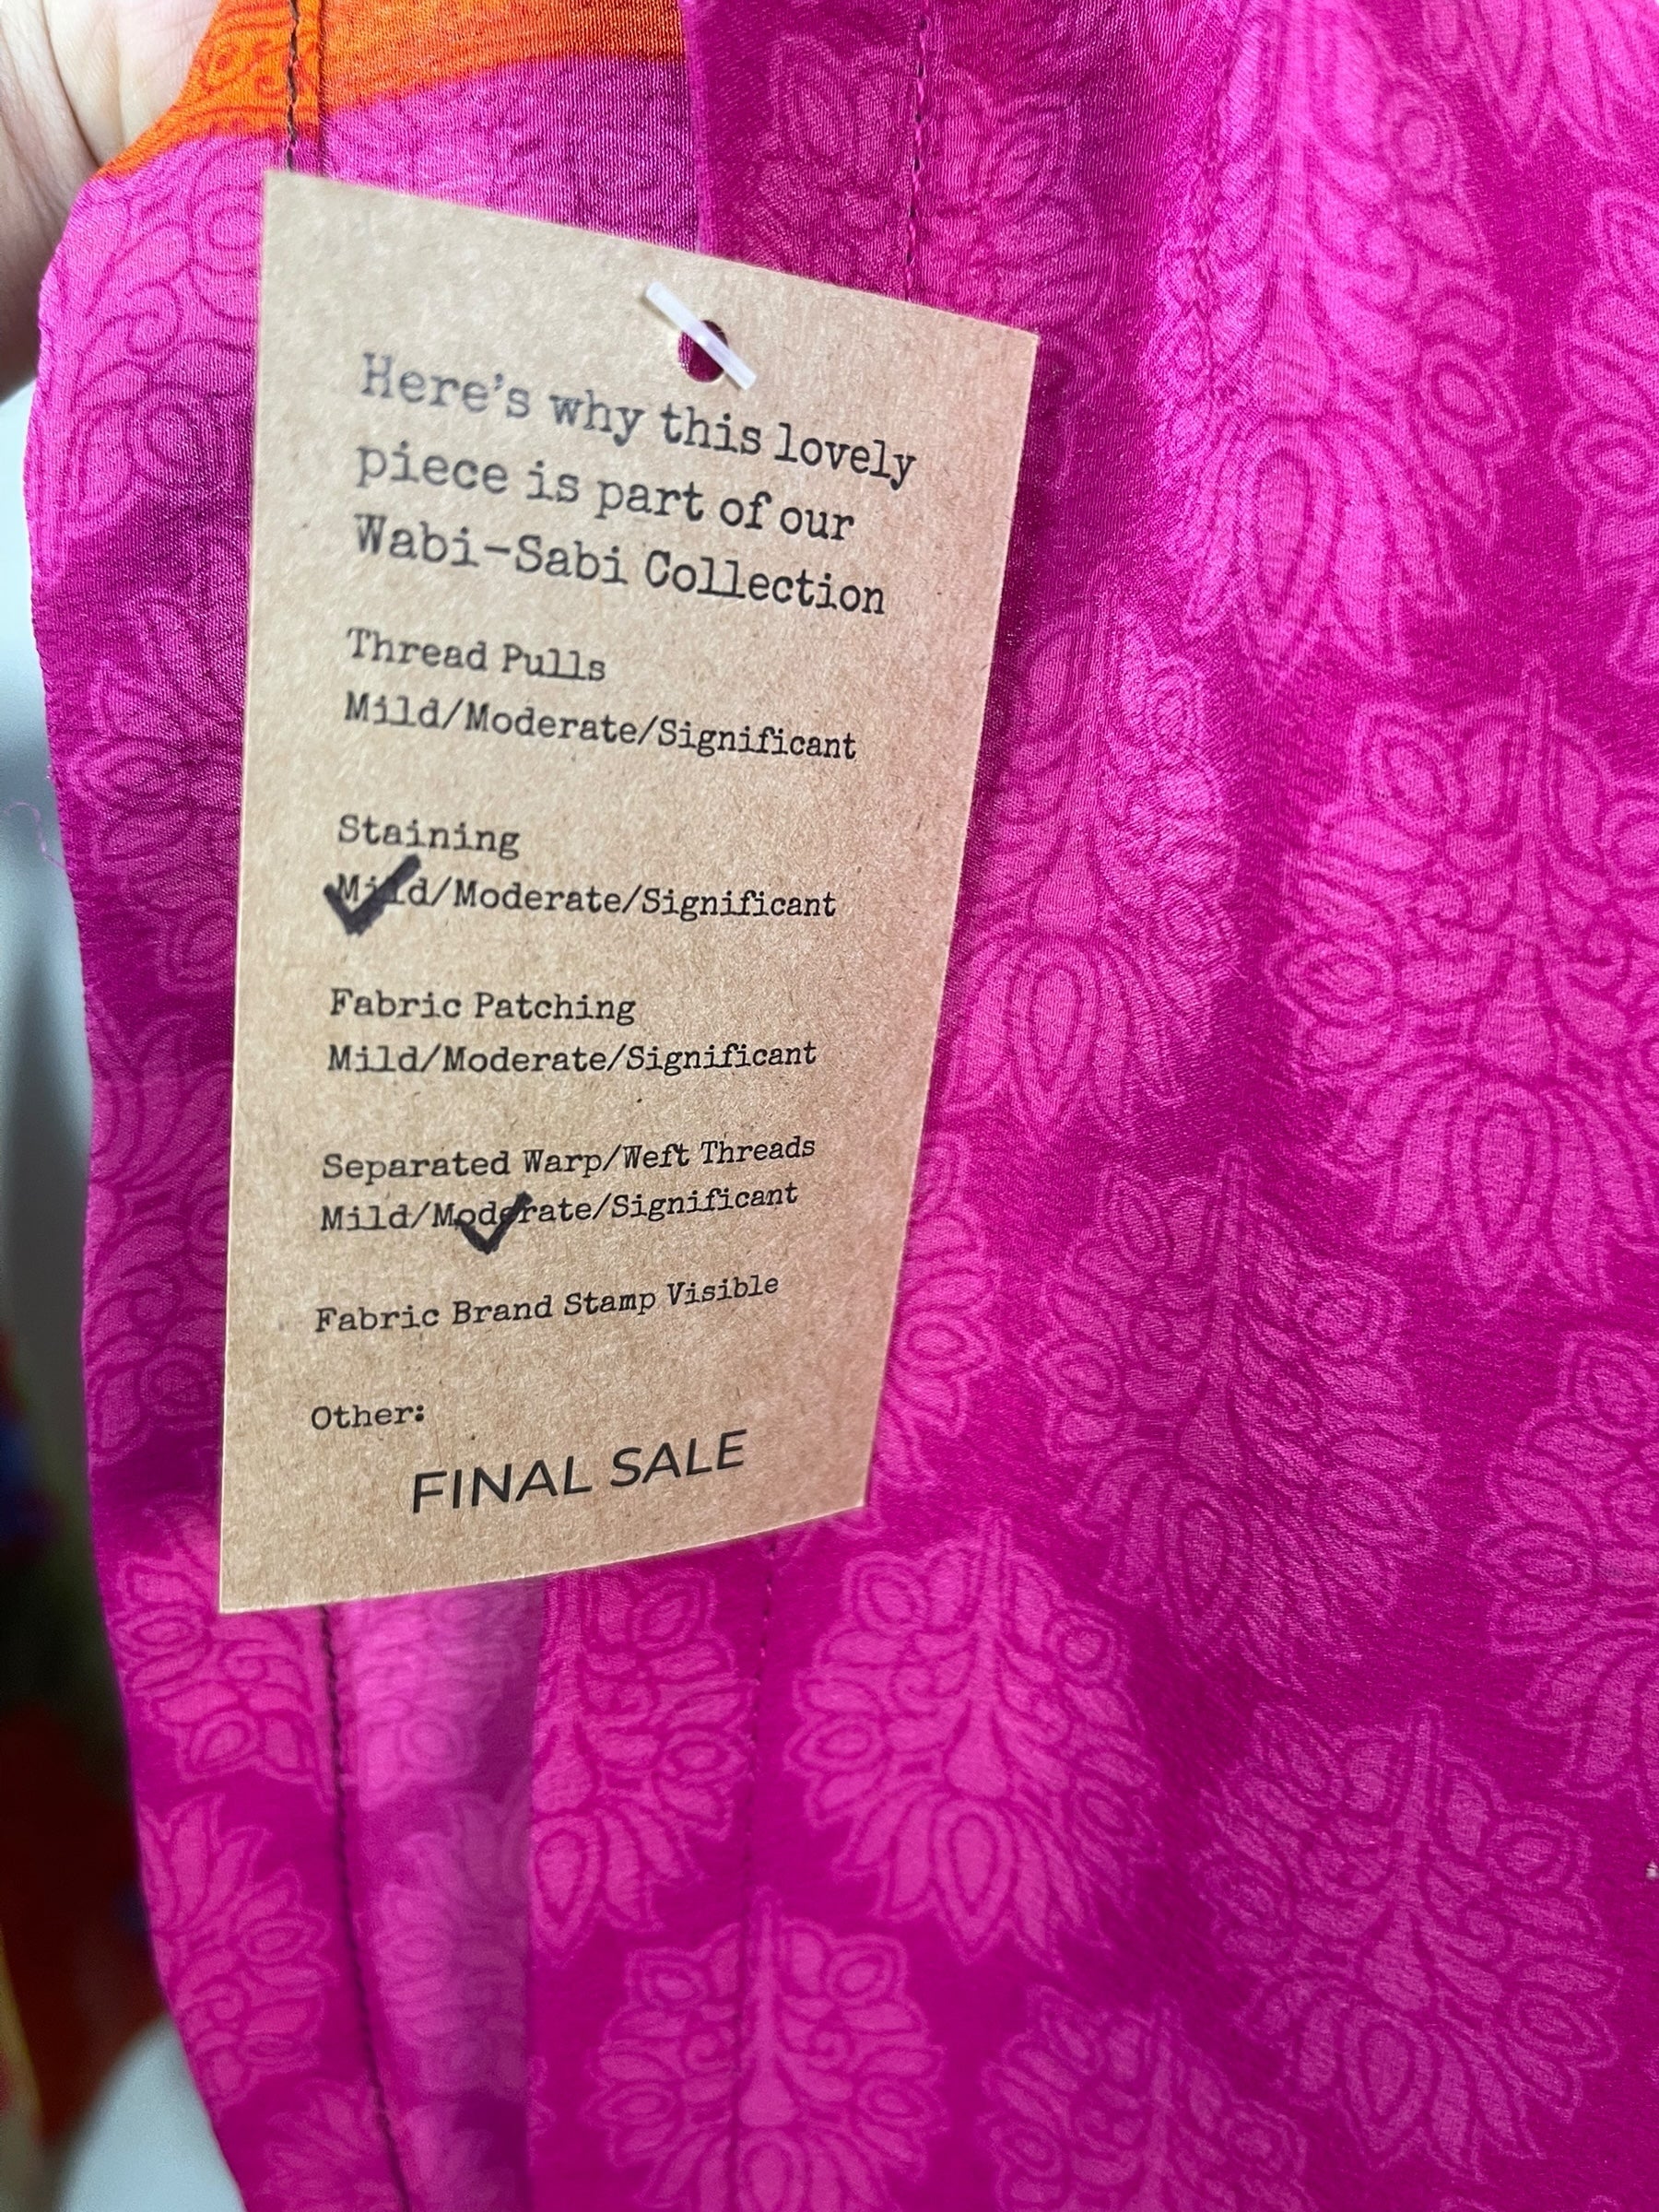 Here's why this lovely
piece is part of our
Wabi-Sabi Collection
Thread Pulls
Mild/Moderate/Significant
Staining
Mild/Moderate/Significant
Fabric Patching
Mild/Moderate/Significant
Separated Warp/Weft Threads
Mild/Moderate/Significant
Fabric Brand Stamp Visible
Other:
FINAL SALE